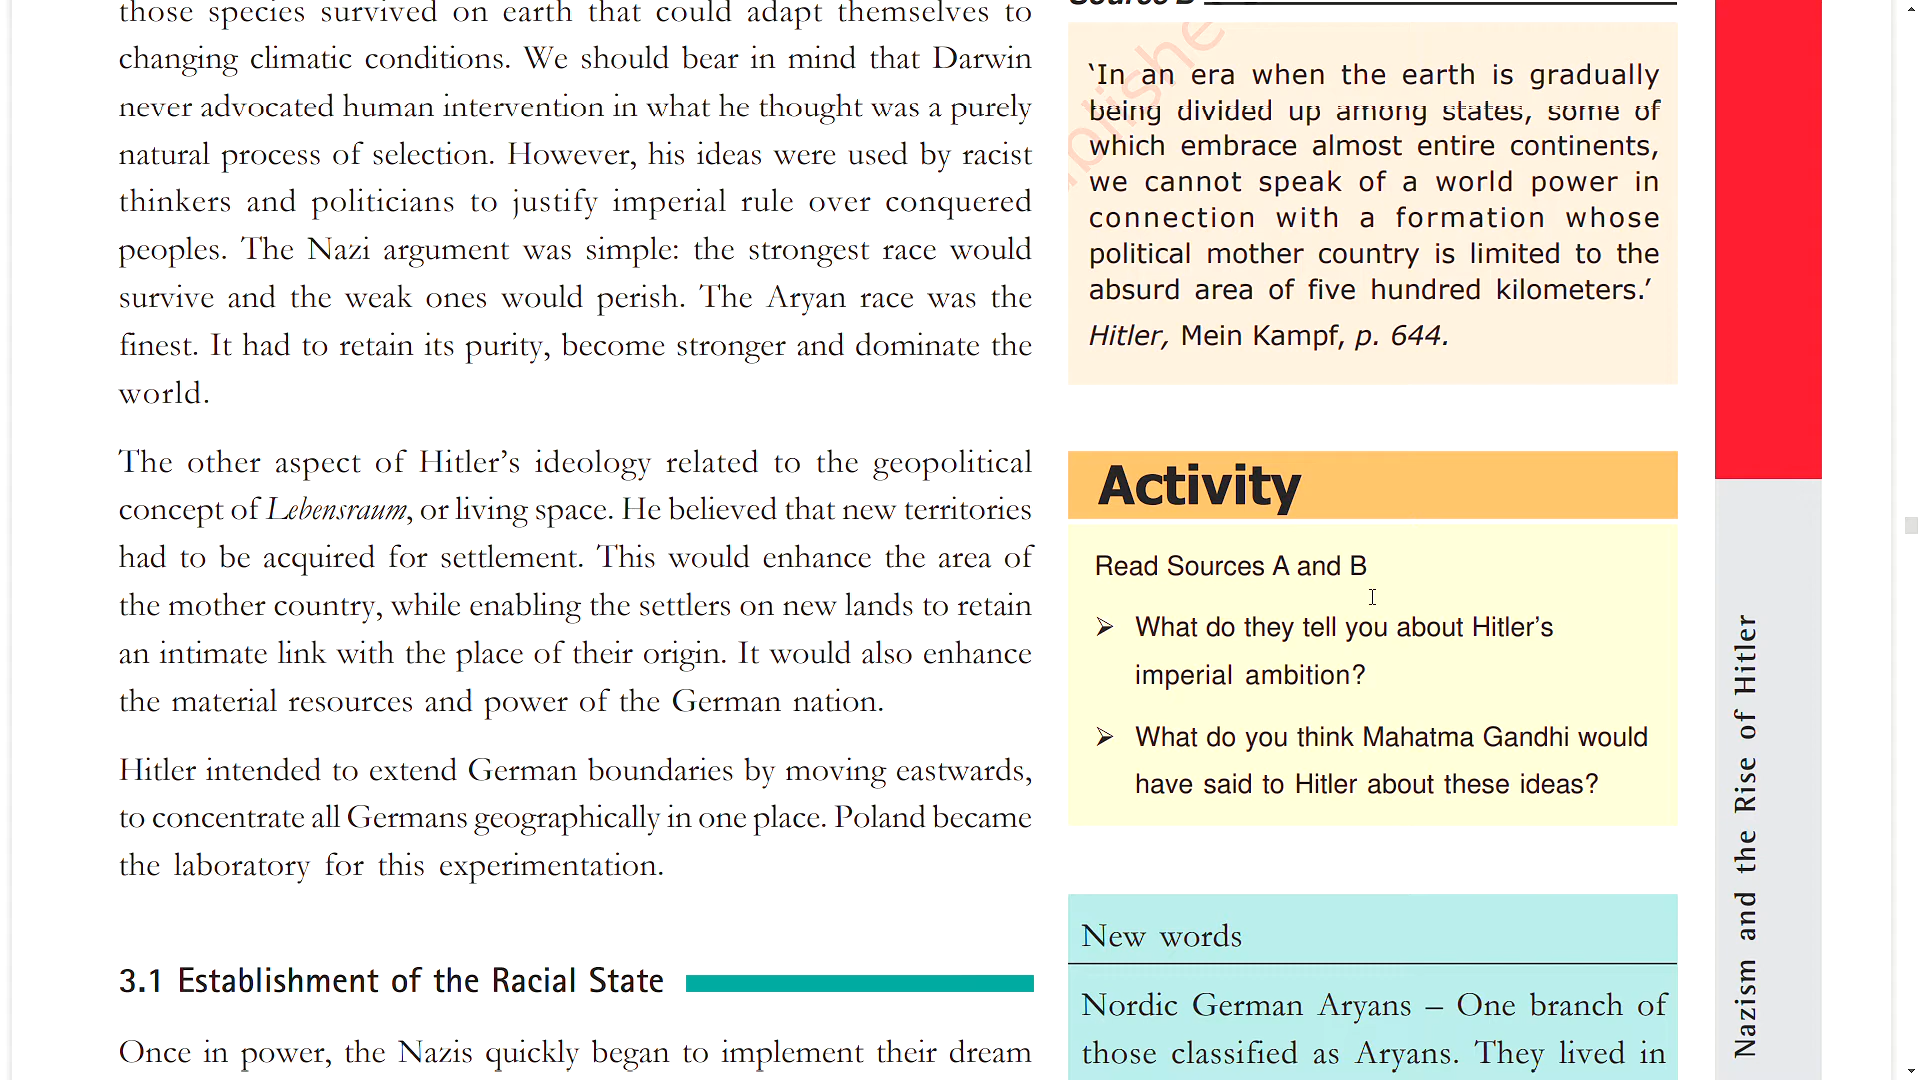 those species survived on earth that could adapt themselves to
changing climatic conditions. We should bear in mind that Darwin
never advocated human intervention in what he thought was a purely
natural process of selection. However, his ideas were used by racist
thinkers and politicians to justify imperial rule over conquered
peoples. The Nazi argument was simple: the strongest race would
survive and the weak ones would perish. The Aryan race was the
finest. It had to retain its purity, become stronger and dominate the
world.
The other aspect of Hitler’s ideology related to the geopolitical
concept of Lebensraum, or living space. He believed that new territories
had to be acquired for settlement. This would enhance the area of
the mother country, while enabling the settlers on new lands to retain
an intimate link with the place of their origin. It would also enhance
the material resources and power of the German nation.
Hitler intended to extend German boundaries by moving eastwards,
to concentrate all Germans geographically in one place. Poland became
the laboratory for this experimentation.
3.1 Establishment of the Racial State
Once in power, the Nazis quickly began to implement their dream
Source B
‘In an era when the earth is gradually
being divided up among states, some of
which embrace almost entire continents,
we cannot speak of a world power in
connection with a formation whose
political mother country is limited to the
absurd area of five hundred kilometers.’
Hitler, Mein Kampf, p. 644.
Activity
Read Sources A and B
➢ What do they tell you about Hitler’s
imperial ambition?
➢ What do you think Mahatma Gandhi would
have said to Hitler about these ideas?
New words
Nordic German Aryans – One branch of
those classified as Aryans. They lived in
Nazism and the Rise of Hitler